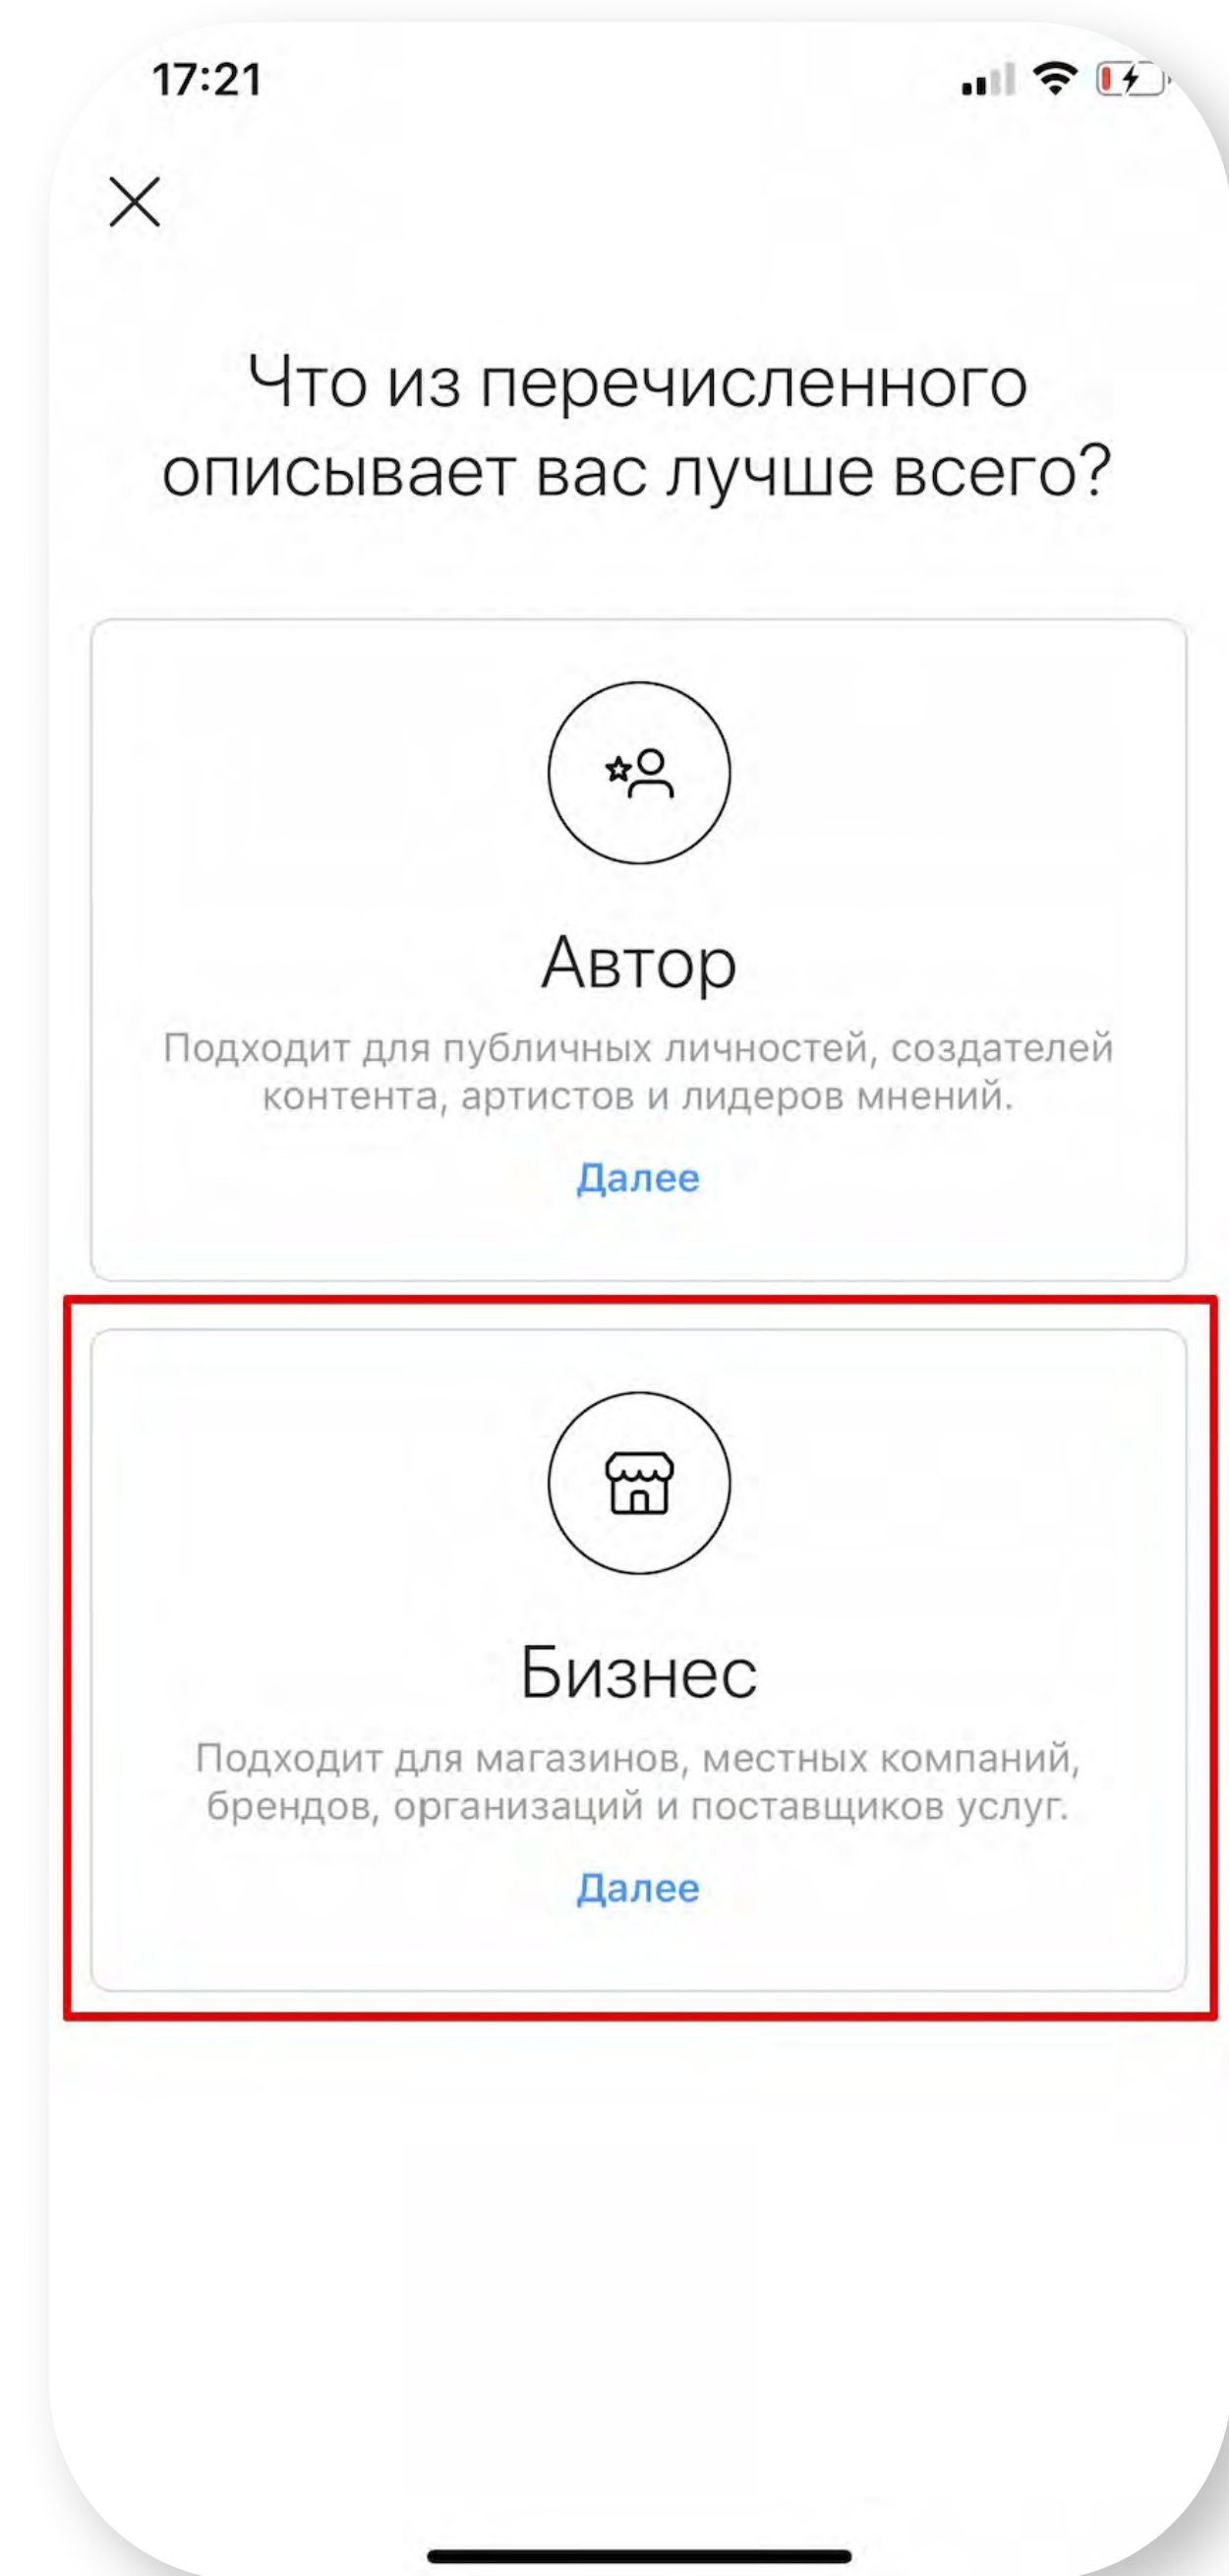 17:21
Что из перечисленного
описывает вас лучше всего?
Автор
Подходит для публичных личностей, создателей
контента, артистов и лидеров мнений.
Далее
Бизнес
Подходит для магазинов, местных компаний,
брендов, организаций и поставщиков услуг.
Далее